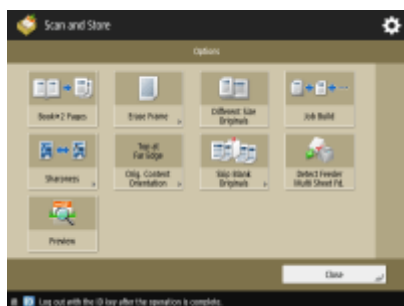 Scan and Store
Options
Book→2 Pages
Erase Frame
Different Size
Originals
Job Build
Sharpness
Top at
Far Edge
Orig. Content
Orientation
Skip Blank
Originals
Detect Feeder
Multi Sheet Fd.
Preview
Close
Log out with the ID key after the operation is complete.